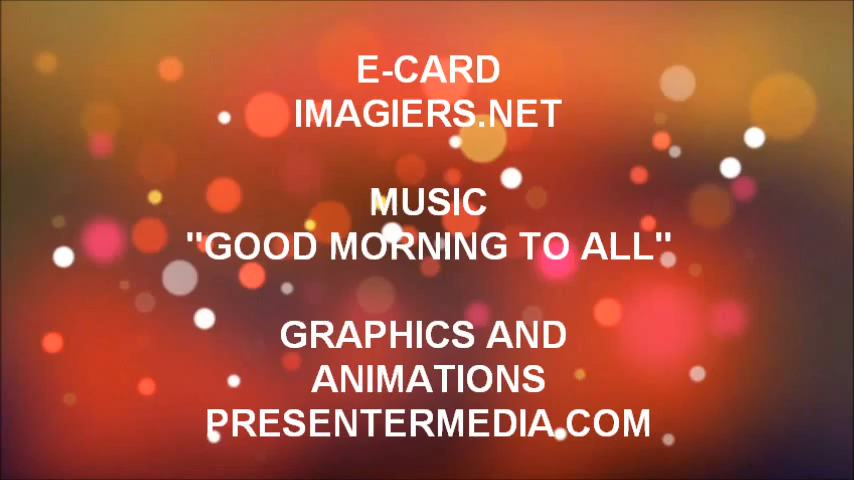 E-CARD
IMAGIERS.NET
MUSIC
"GOOD MORNING TO ALL"
GRAPHICS AND
ANIMATIONS
PRESENTERMEDIA.COM